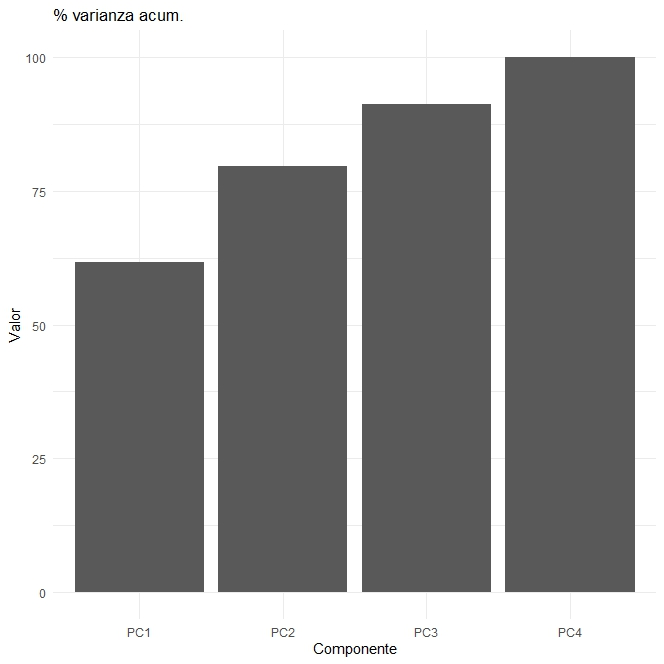 % varianza acum.
100
75
50
25
0
Valor
PC1 PC2 PC3 PC4
Componente